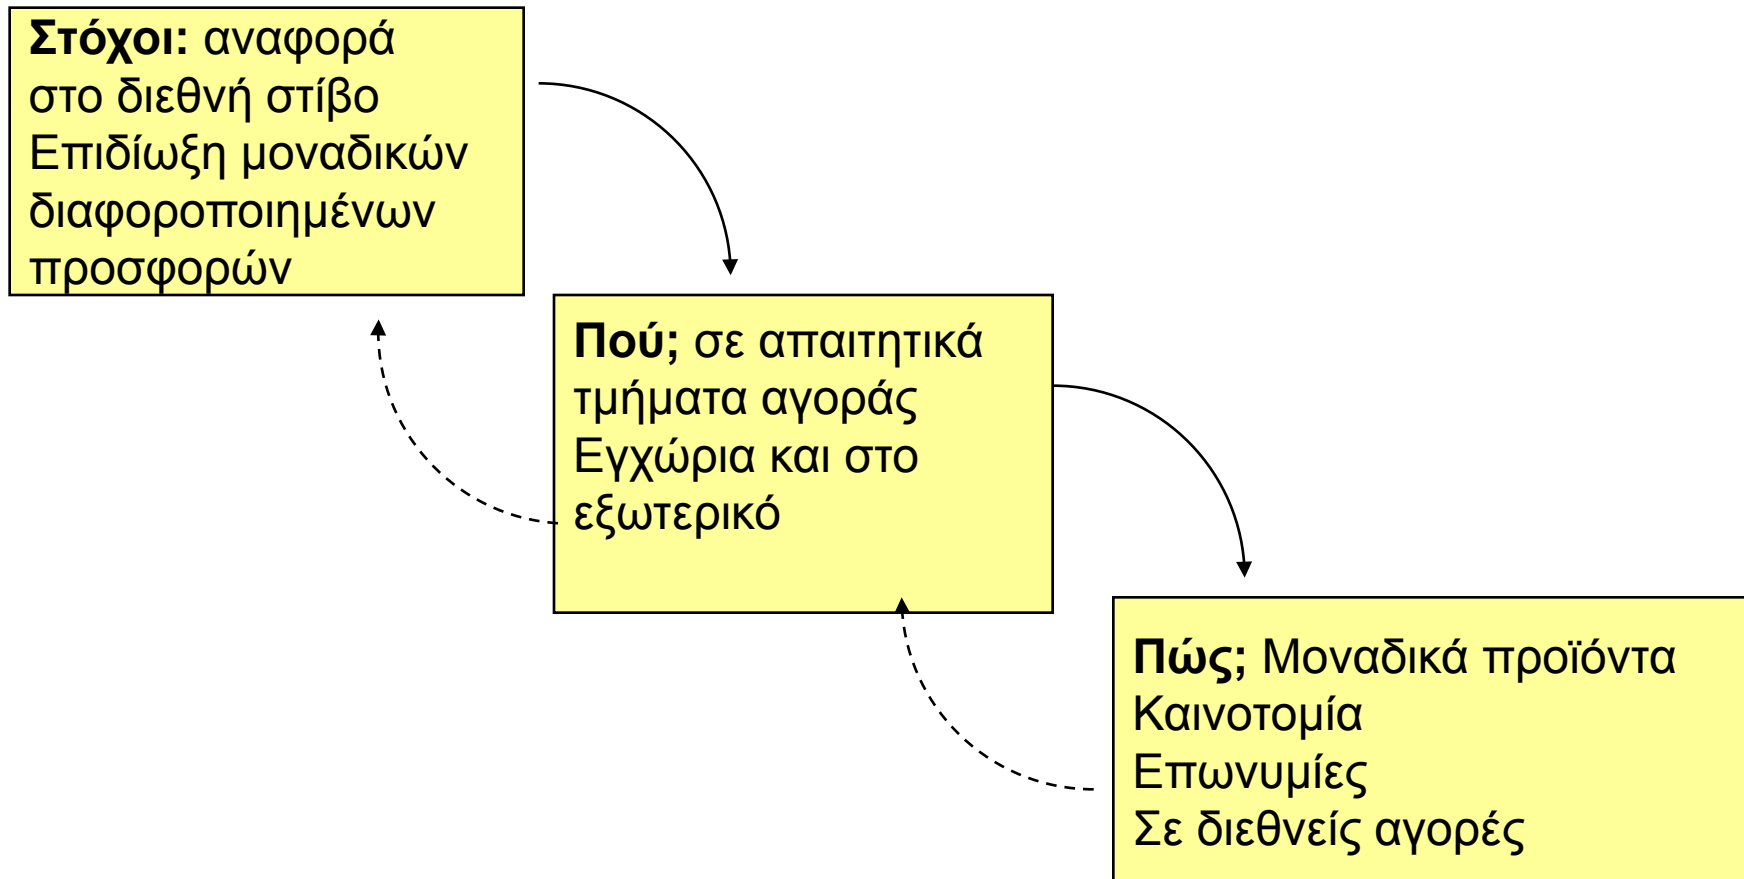 Στόχοι: αναφορά
στο διεθνή στίβο
Επιδίωξη μοναδικών
διαφοροποιημένων
προσφορών
Πού; σε απαιτητικά
τμήματα αγοράς
Εγχώρια και στο
εξωτερικό
Πώς; Μοναδικά προϊόντα
Καινοτομία
Επωνυμίες
Σε διεθνείς αγορές